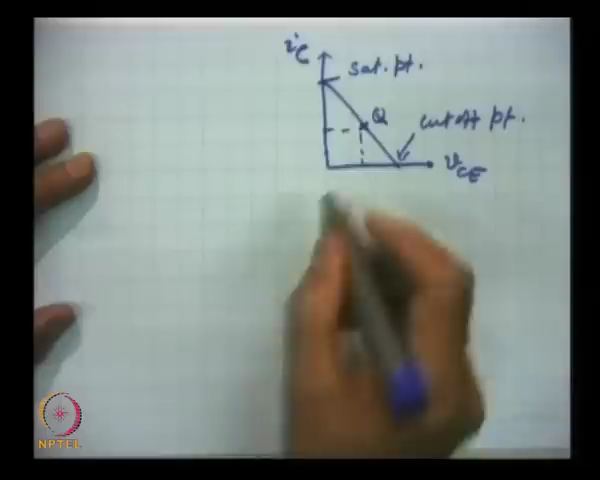 iC
sat. pt.
Q
cutoff pt.
vCE
NPTEL